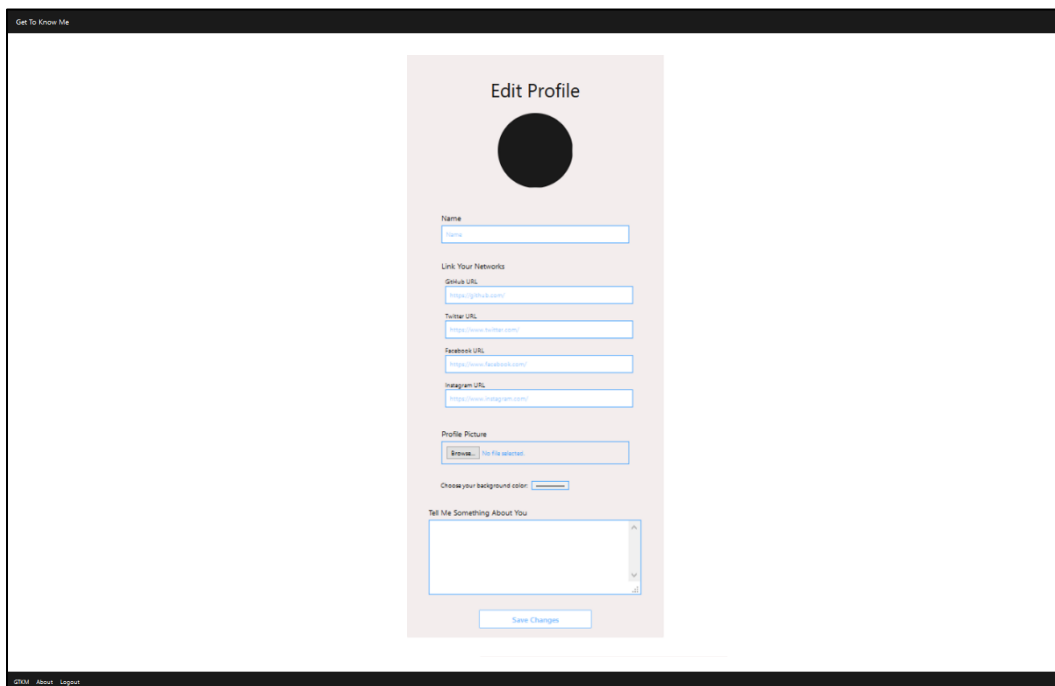 Get To Know Me
Edit Profile
Name
Name
Link Your Networks
GitHub URL
https://github.com/
Twitter URL
https://www.twitter.com/
Facebook URL
https://www.facebook.com/
Instagram URL
https://www.instagram.com/
Profile Picture
Browse... No file selected.
Choose your background color:
Tell Me Something About You
Save Changes
GTKM About Logout